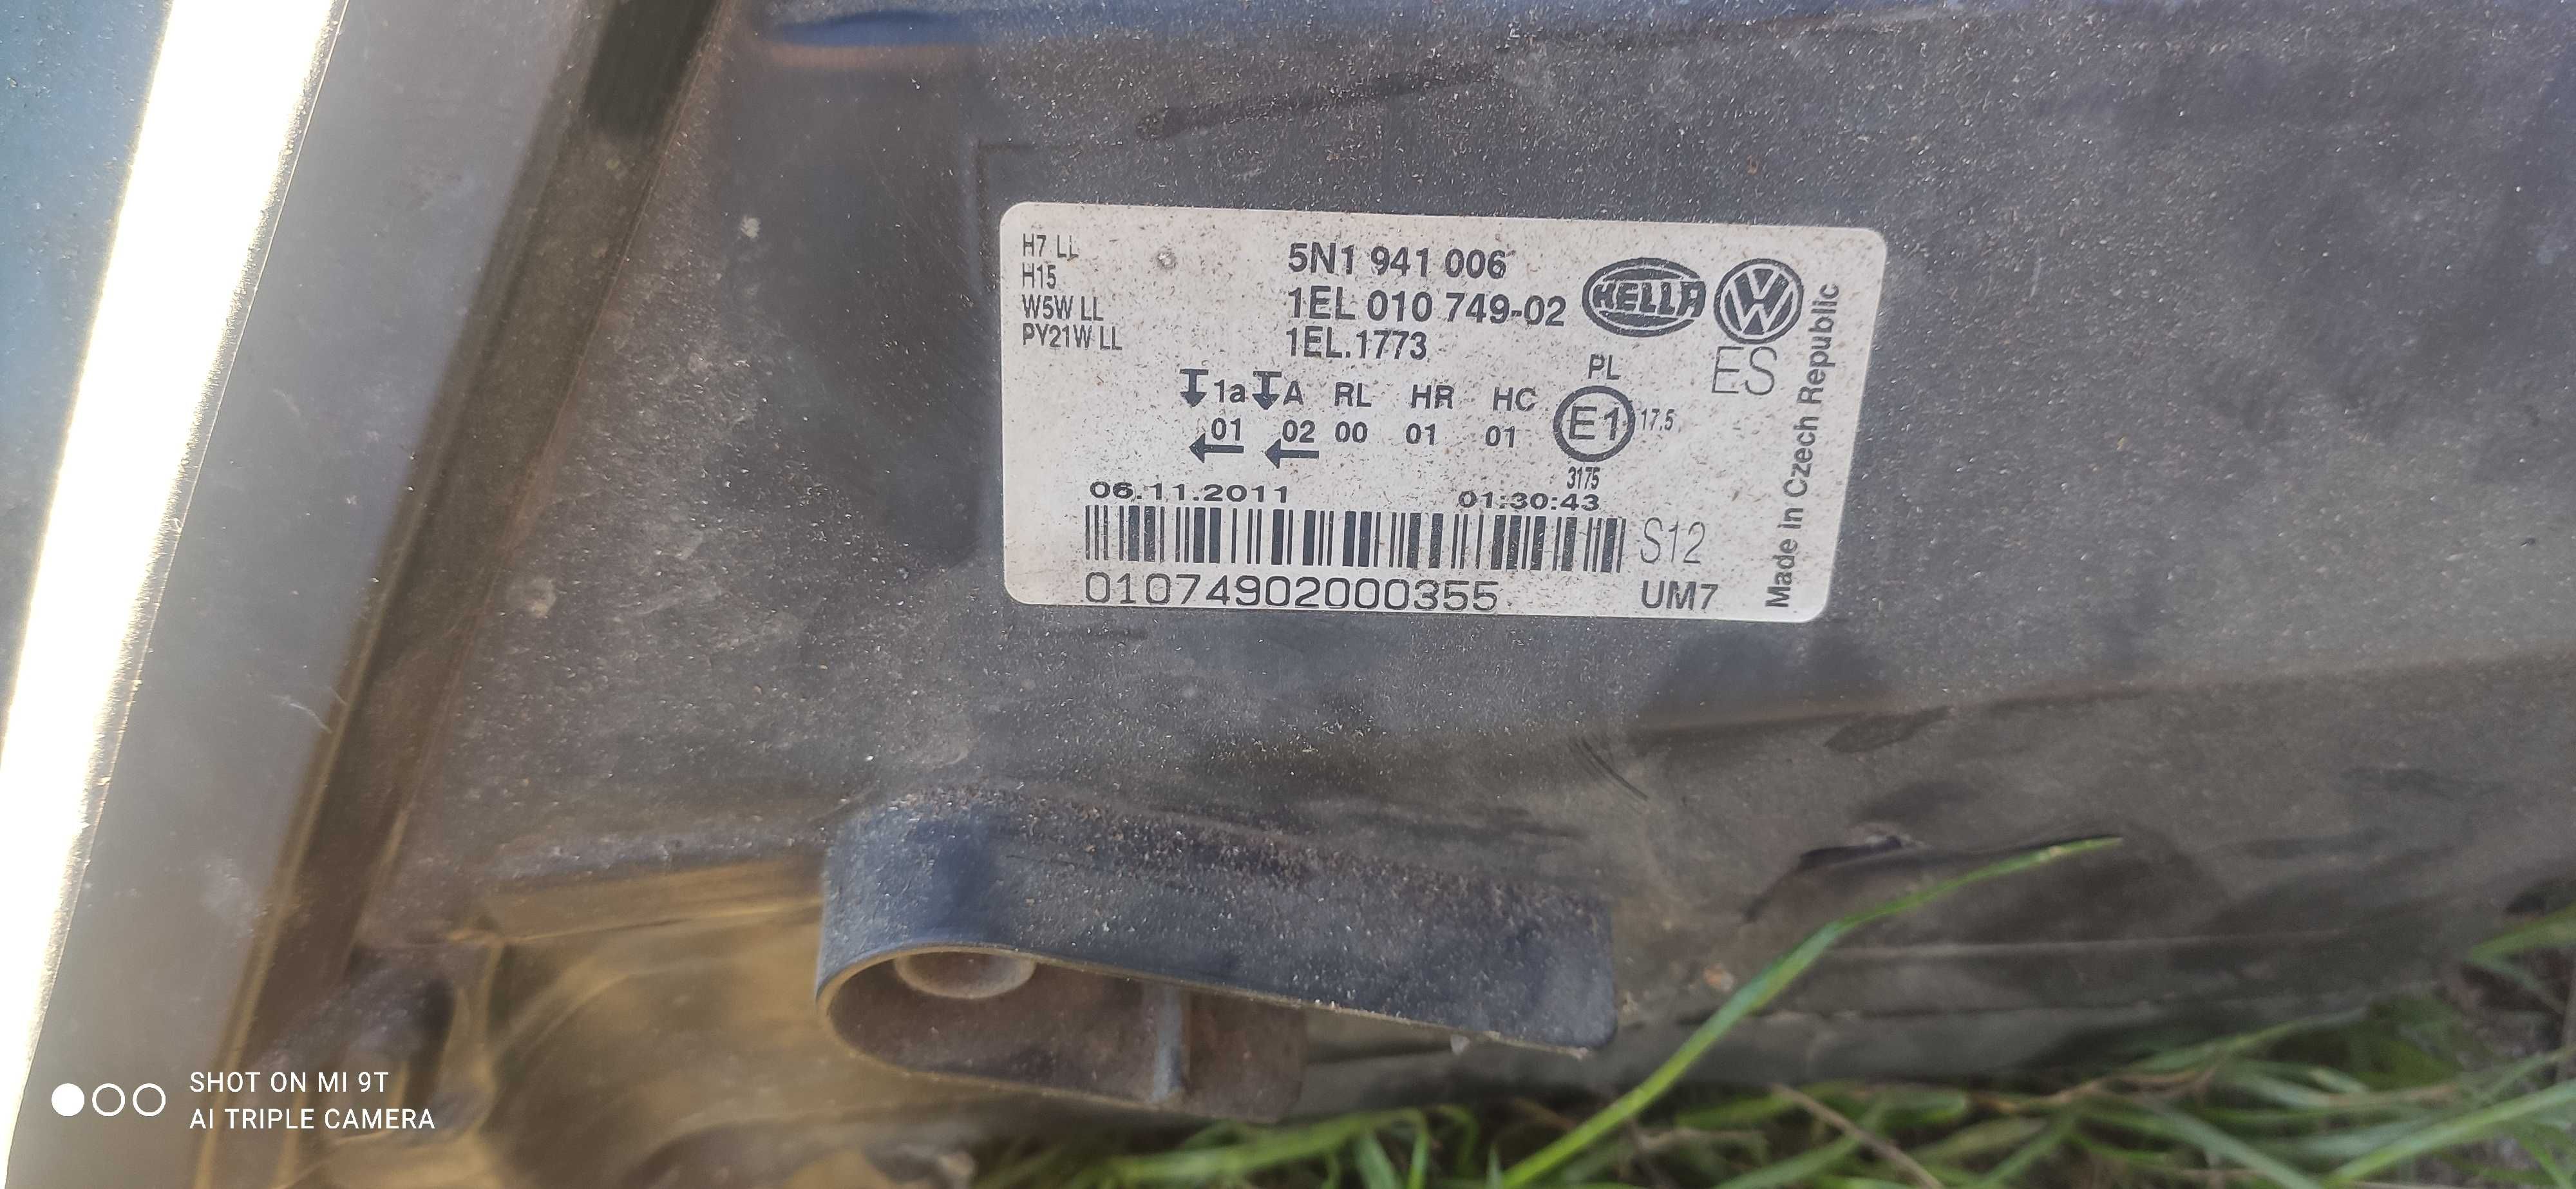 H7 LL
H15
W5W LL
PY21W LL
5N1 941 006
1EL 010 749-02
1EL.1773
HELLA
VW
ES
PL
1a A RL HR HC
01 02 00 01 01
E1
17.5
3175
06.11.2011 01:30:43
S12
01074902000355
UM7
Made in Czech Republic
SHOT ON MI 9T
AI TRIPLE CAMERA